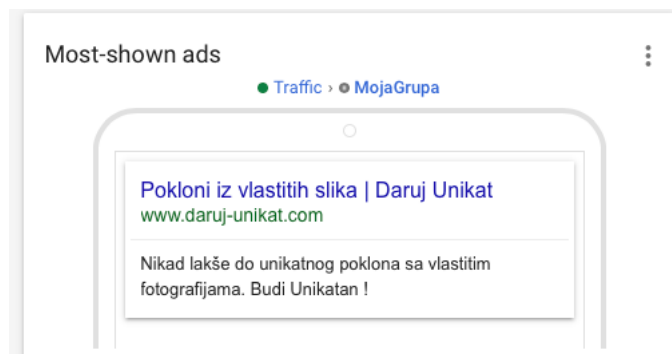 Most-shown ads
Traffic › MojaGrupa
Pokloni iz vlastitih slika | Daruj Unikat
www.daruj-unikat.com
Nikad lakše do unikatnog poklona sa vlastitim
fotografijama. Budi Unikatan !